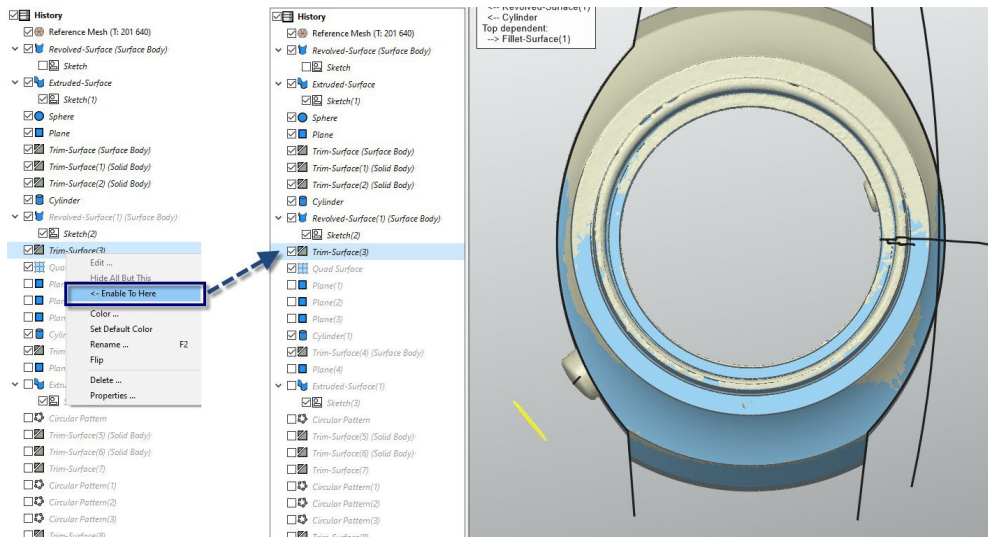 History
Reference Mesh (T: 201 640)
Revolved-Surface (Surface Body)
Sketch
Extruded-Surface
Sketch(1)
Sphere
Plane
Trim-Surface (Surface Body)
Trim-Surface(1) (Solid Body)
Trim-Surface(2) (Solid Body)
Cylinder
Revolved-Surface(1) (Surface Body)
Sketch(2)
Trim-Surface(3)
Edit ...
Hide All But This
<- Enable To Here
Color ...
Set Default Color
Rename ... F2
Flip
Delete ...
Properties ...
Circular Pattern
Trim-Surface(5) (Solid Body)
Trim-Surface(6) (Solid Body)
Trim-Surface(7)
Circular Pattern(1)
Circular Pattern(2)
Circular Pattern(3)
Trim-Surface(8)
History
Reference Mesh (T: 201 640)
Revolved-Surface (Surface Body)
Sketch
Extruded-Surface
Sketch(1)
Sphere
Plane
Trim-Surface (Surface Body)
Trim-Surface(1) (Solid Body)
Trim-Surface(2) (Solid Body)
Cylinder
Revolved-Surface(1) (Surface Body)
Sketch(2)
Trim-Surface(3)
Quad Surface
Plane(1)
Plane(2)
Plane(3)
Cylinder(1)
Trim-Surface(4) (Surface Body)
Plane(4)
Extruded-Surface(1)
Sketch(3)
Circular Pattern
Trim-Surface(5) (Solid Body)
Trim-Surface(6) (Solid Body)
Trim-Surface(7)
Circular Pattern(1)
Circular Pattern(2)
Circular Pattern(3)
Trim-Surface(8)
<-- Revolved-Surface(1)
<-- Cylinder
Top dependent:
--> Fillet-Surface(1)